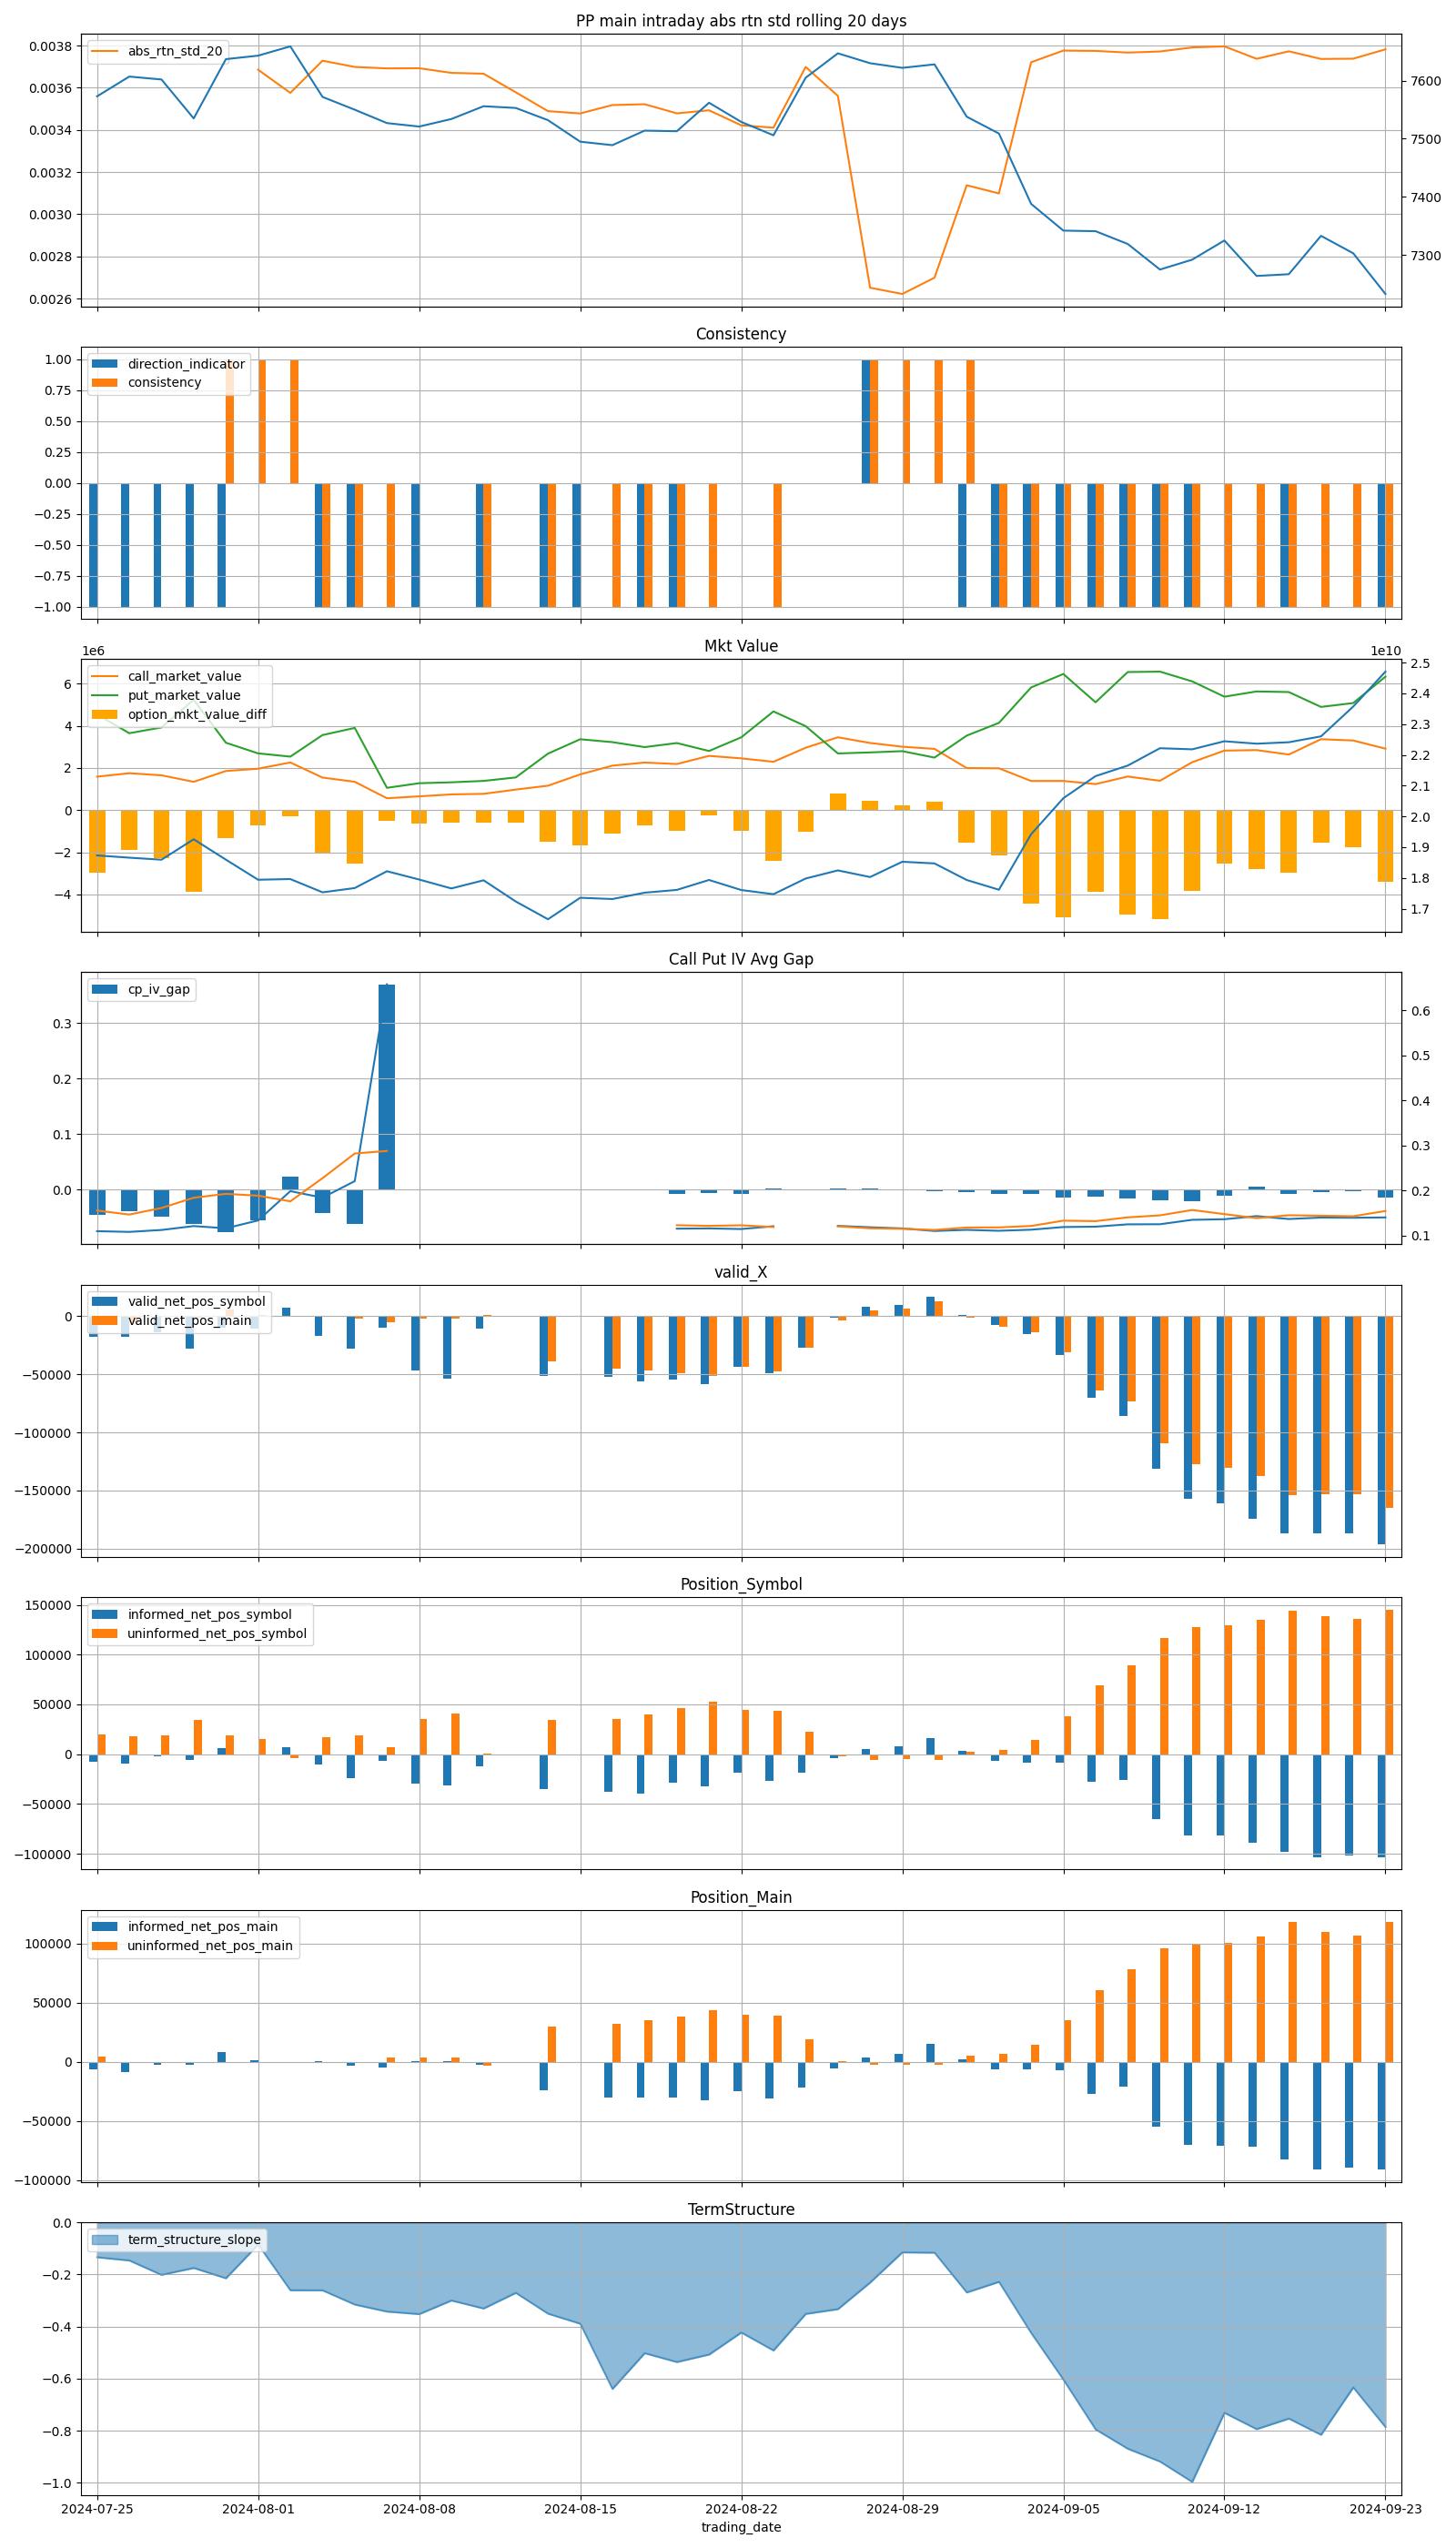 PP main intraday abs rtn std rolling 20 days
abs_rtn_std_20
0.0038
0.0036
0.0034
0.0032
0.0030
0.0028
0.0026
7600
7500
7400
7300
Consistency
direction_indicator
consistency
1.00
0.75
0.50
0.25
0.00
−0.25
−0.50
−0.75
−1.00
Mkt Value
1e6
1e10
call_market_value
put_market_value
option_mkt_value_diff
6
4
2
0
−2
−4
2.5
2.4
2.3
2.2
2.1
2.0
1.9
1.8
1.7
Call Put IV Avg Gap
cp_iv_gap
0.3
0.2
0.1
0.0
0.6
0.5
0.4
0.3
0.2
0.1
valid_X
valid_net_pos_symbol
valid_net_pos_main
0
−50000
−100000
−150000
−200000
Position_Symbol
informed_net_pos_symbol
uninformed_net_pos_symbol
150000
100000
50000
0
−50000
−100000
Position_Main
informed_net_pos_main
uninformed_net_pos_main
100000
50000
0
−50000
−100000
TermStructure
term_structure_slope
0.0
−0.2
−0.4
−0.6
−0.8
−1.0
2024-07-25 2024-08-01 2024-08-08 2024-08-15 2024-08-22 2024-08-29 2024-09-05 2024-09-12 2024-09-23
trading_date